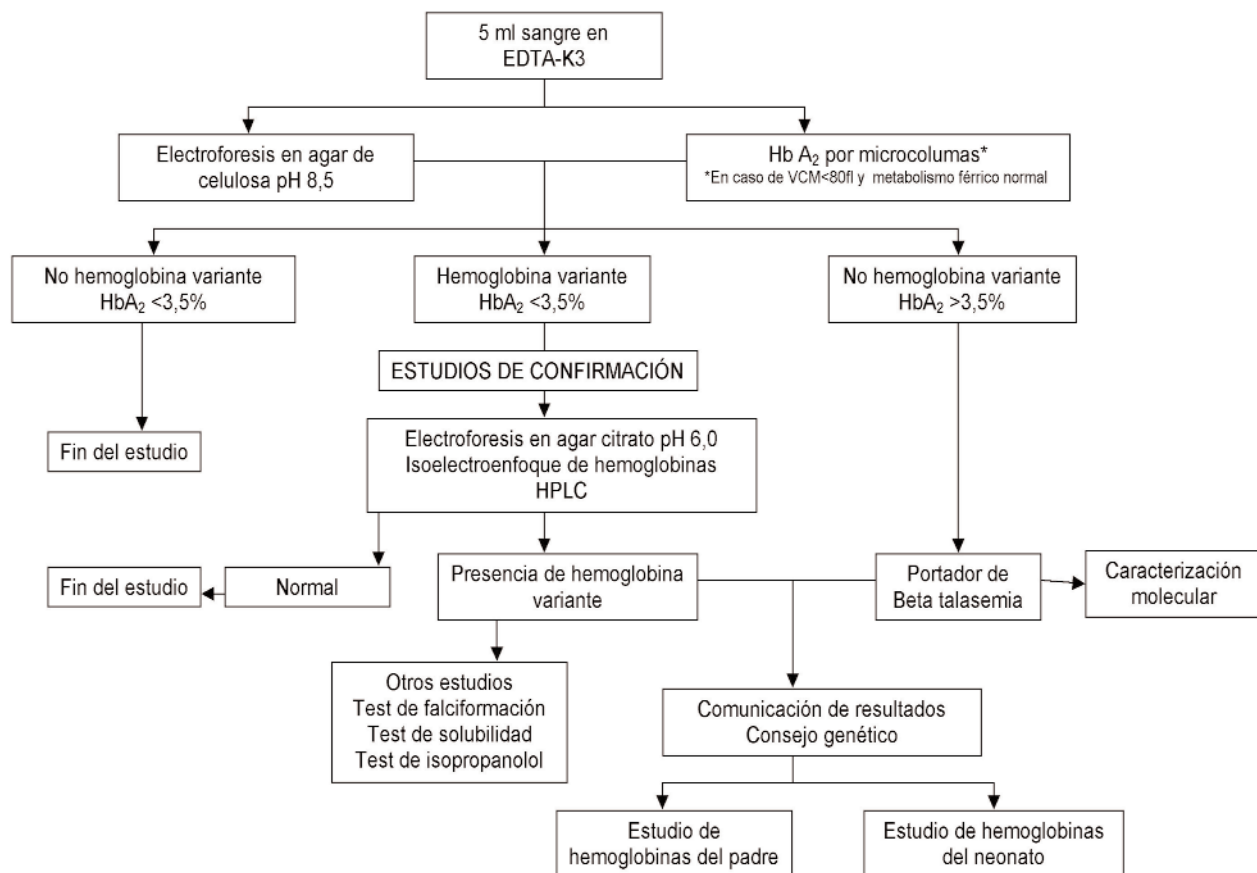 5 ml sangre en
EDTA-K3
Electroforesis en agar de
celulosa pH 8,5
Hb A₂ por microcolumas*
*En caso de VCM<80fl y metabolismo férrico normal
No hemoglobina variante
HbA₂ <3,5%
Hemoglobina variante
HbA₂ <3,5%
No hemoglobina variante
HbA₂ >3,5%
ESTUDIOS DE CONFIRMACIÓN
Electroforesis en agar citrato pH 6,0
Isoelectroenfoque de hemoglobinas
HPLC
Fin del estudio
Fin del estudio
Normal
Presencia de hemoglobina
variante
Portador de
Beta talasemia
Caracterización
molecular
Otros estudios
Test de falciformación
Test de solubilidad
Test de isopropanolol
Comunicación de resultados
Consejo genético
Estudio de
hemoglobinas del padre
Estudio de hemoglobinas
del neonato